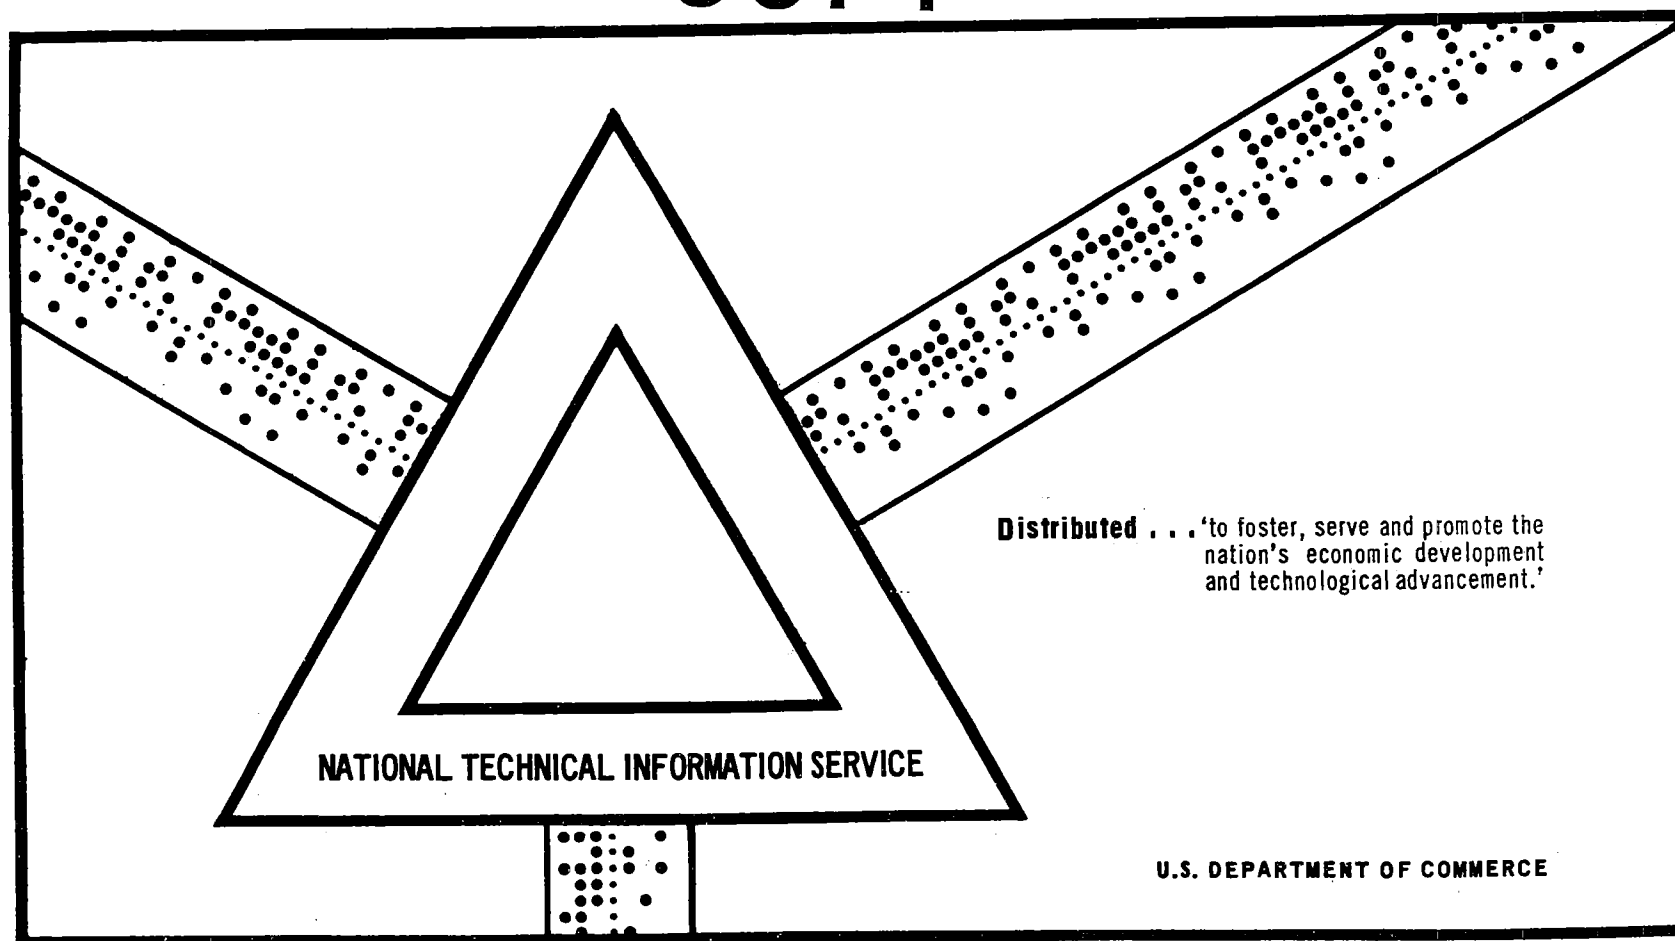 Distributed . . . 'to foster, serve and promote the
nation's economic development
and technological advancement.'
NATIONAL TECHNICAL INFORMATION SERVICE
U.S. DEPARTMENT OF COMMERCE